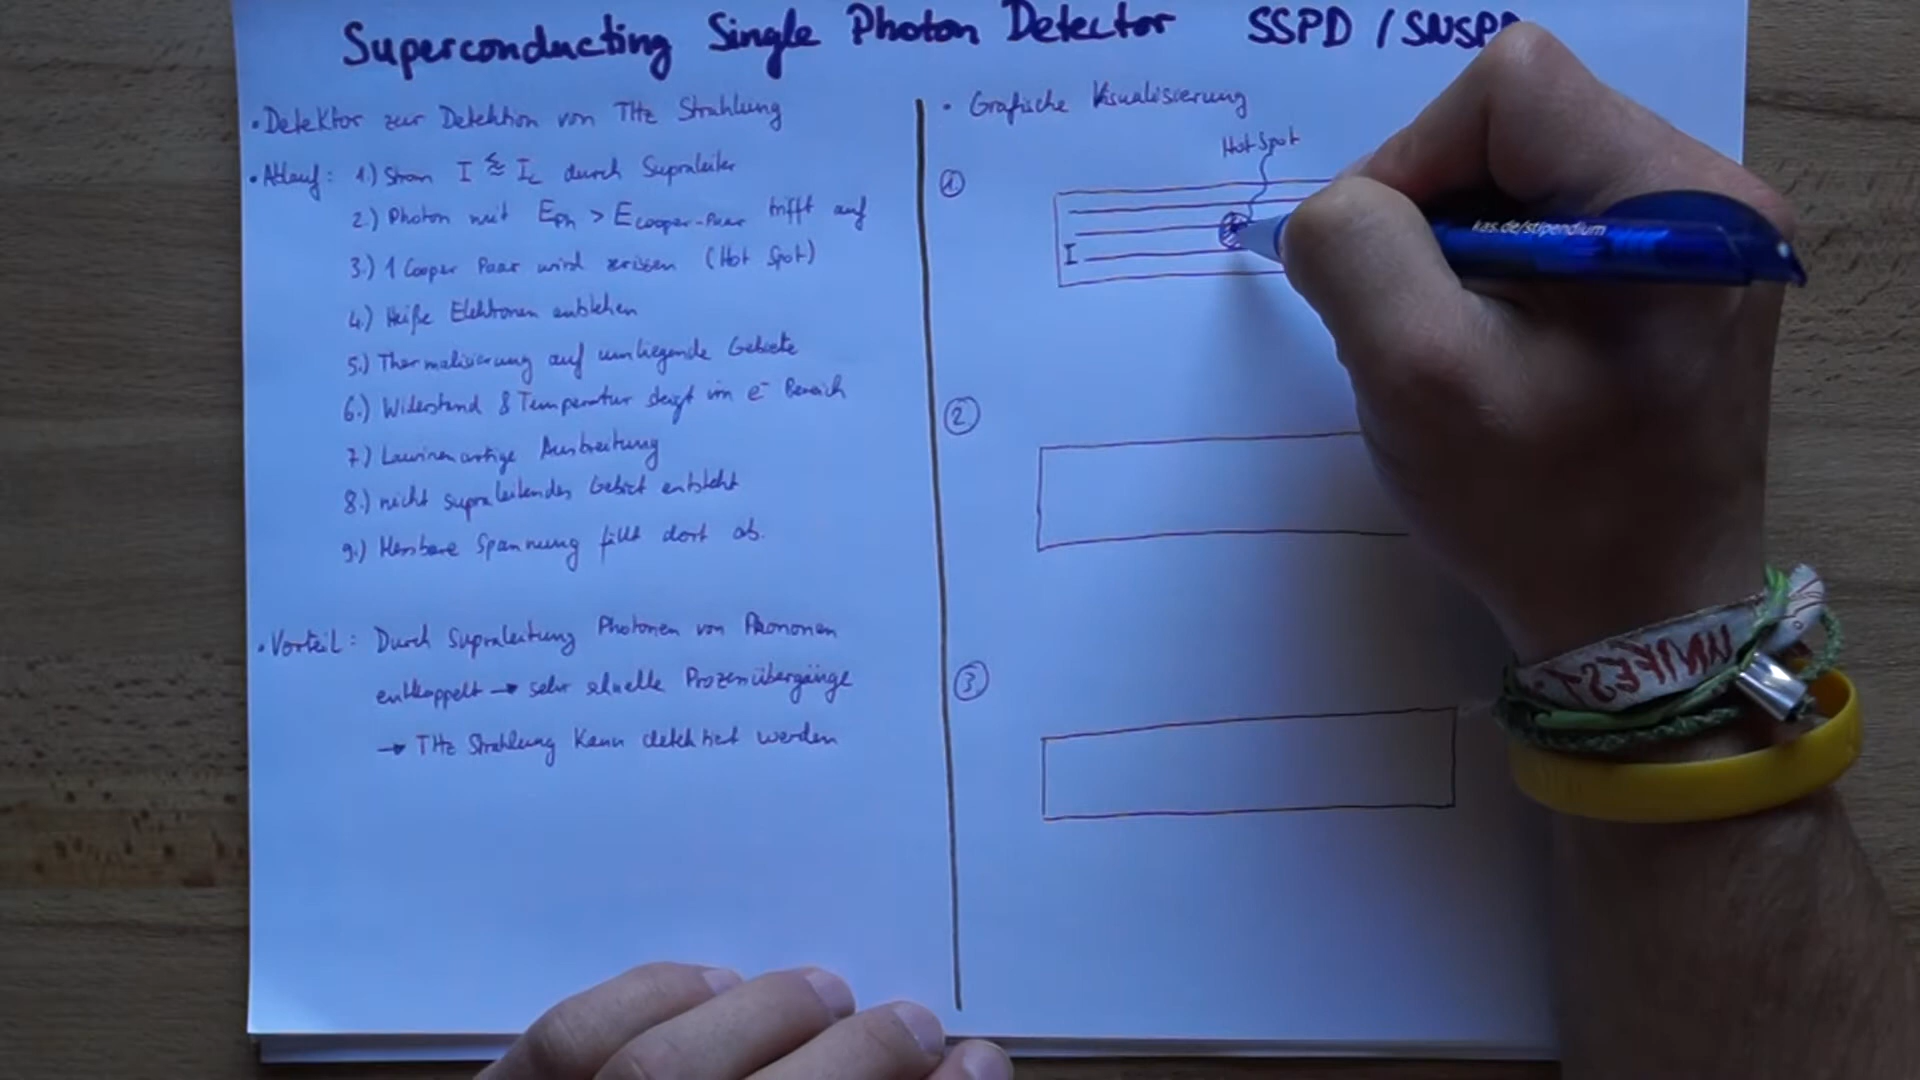 Superconducting Single Photon Detector SSPD / SNSPD
• Detektor zur Detektion von THz Strahlung
• Ablauf: 1.) Strom I ⪅ Ic durch Supraleiter
2.) Photon mit EPh > ECooper-Paar trifft auf
3.) 1 Cooper Paar wird zerissen (Hot Spot)
4.) Heiße Elektronen entstehen
5.) Thermalisierung auf umliegende Gebiete
6.) Widerstand & Temperatur steigt im e⁻ Bereich
7.) Lawinenartige Ausbreitung
8.) nicht supraleitendes Gebiet entsteht
9.) Messbare Spannung fällt dort ab.
• Vorteil: Durch Supraleitung Photonen von Phononen
entkoppelt → sehr schnelle Prozessübergänge
→ THz Strahlung kann detektiert werden
• Grafische Visualisierung
Hot Spot
1.
I
2.
3.
kas.de/stipendium
UNIFEST